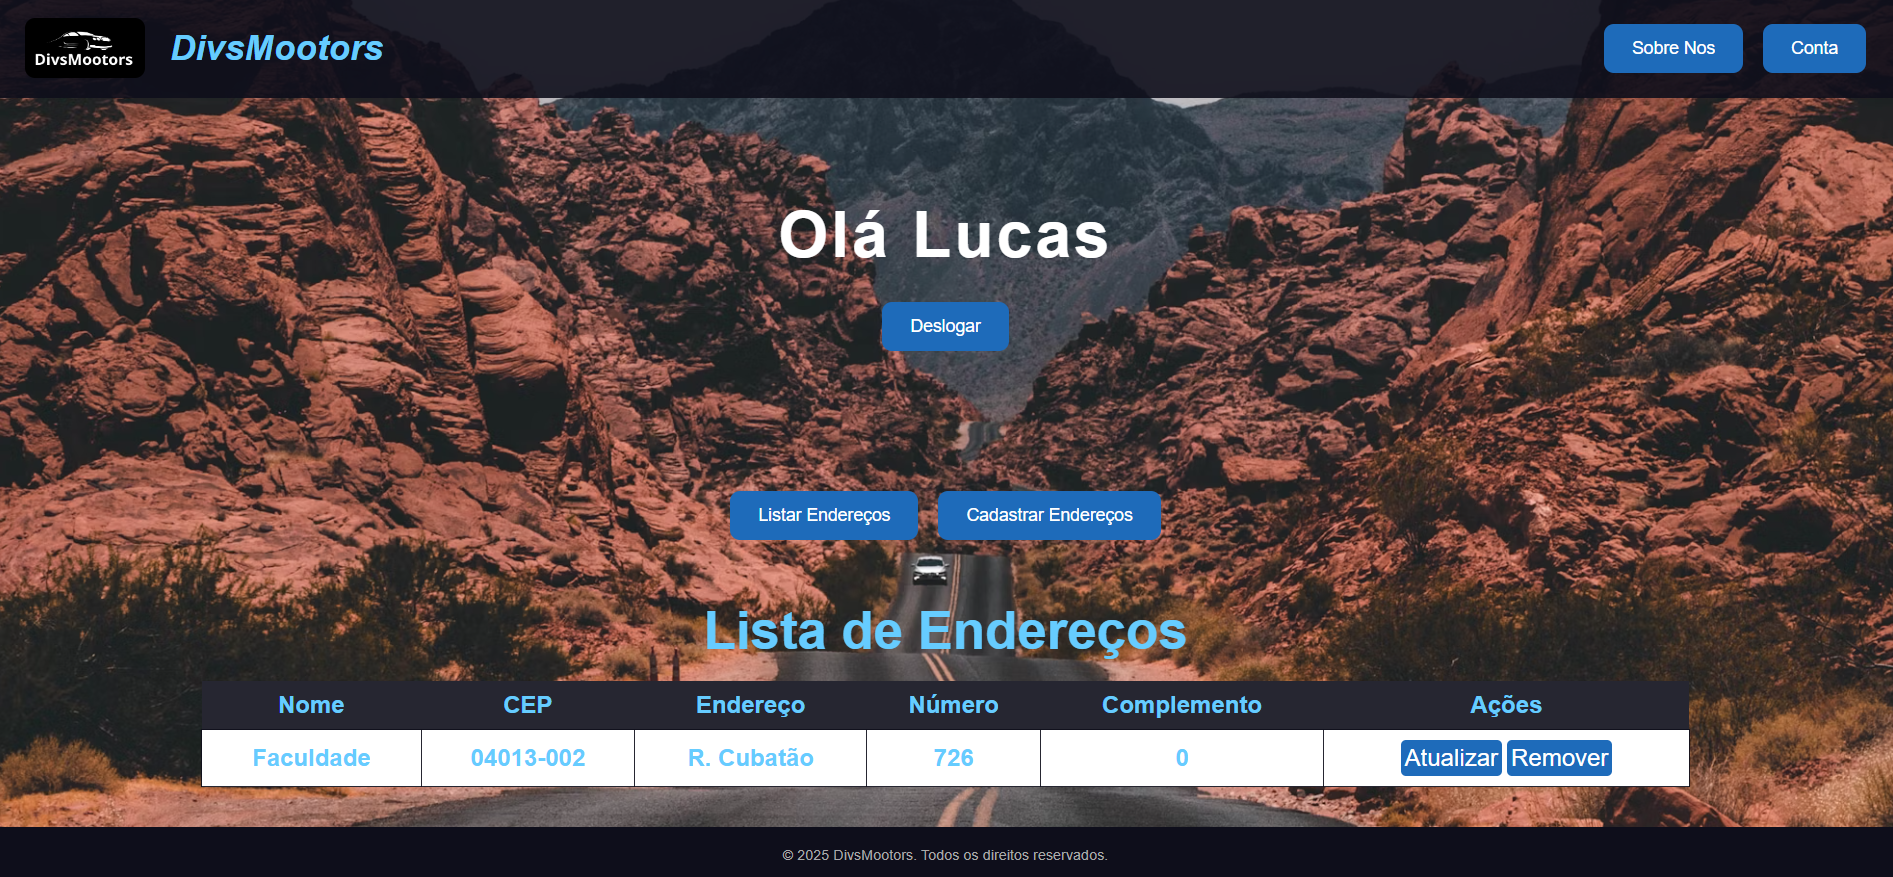 DivsMootors
DivsMootors
Sobre Nos
Conta
Olá Lucas
Deslogar
Listar Endereços
Cadastrar Endereços
Lista de Endereços
Nome CEP Endereço Número Complemento Ações
Faculdade 04013-002 R. Cubatão 726 0 Atualizar Remover
© 2025 DivsMootors. Todos os direitos reservados.